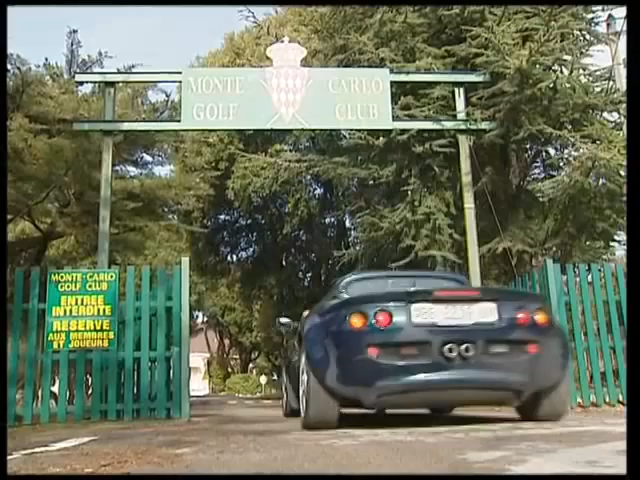 MONTE CARLO
GOLF CLUB
MONTE-CARLO
GOLF CLUB
ENTREE
INTERDITE
RESERVE
AUX MEMBRES
ET JOUEURS